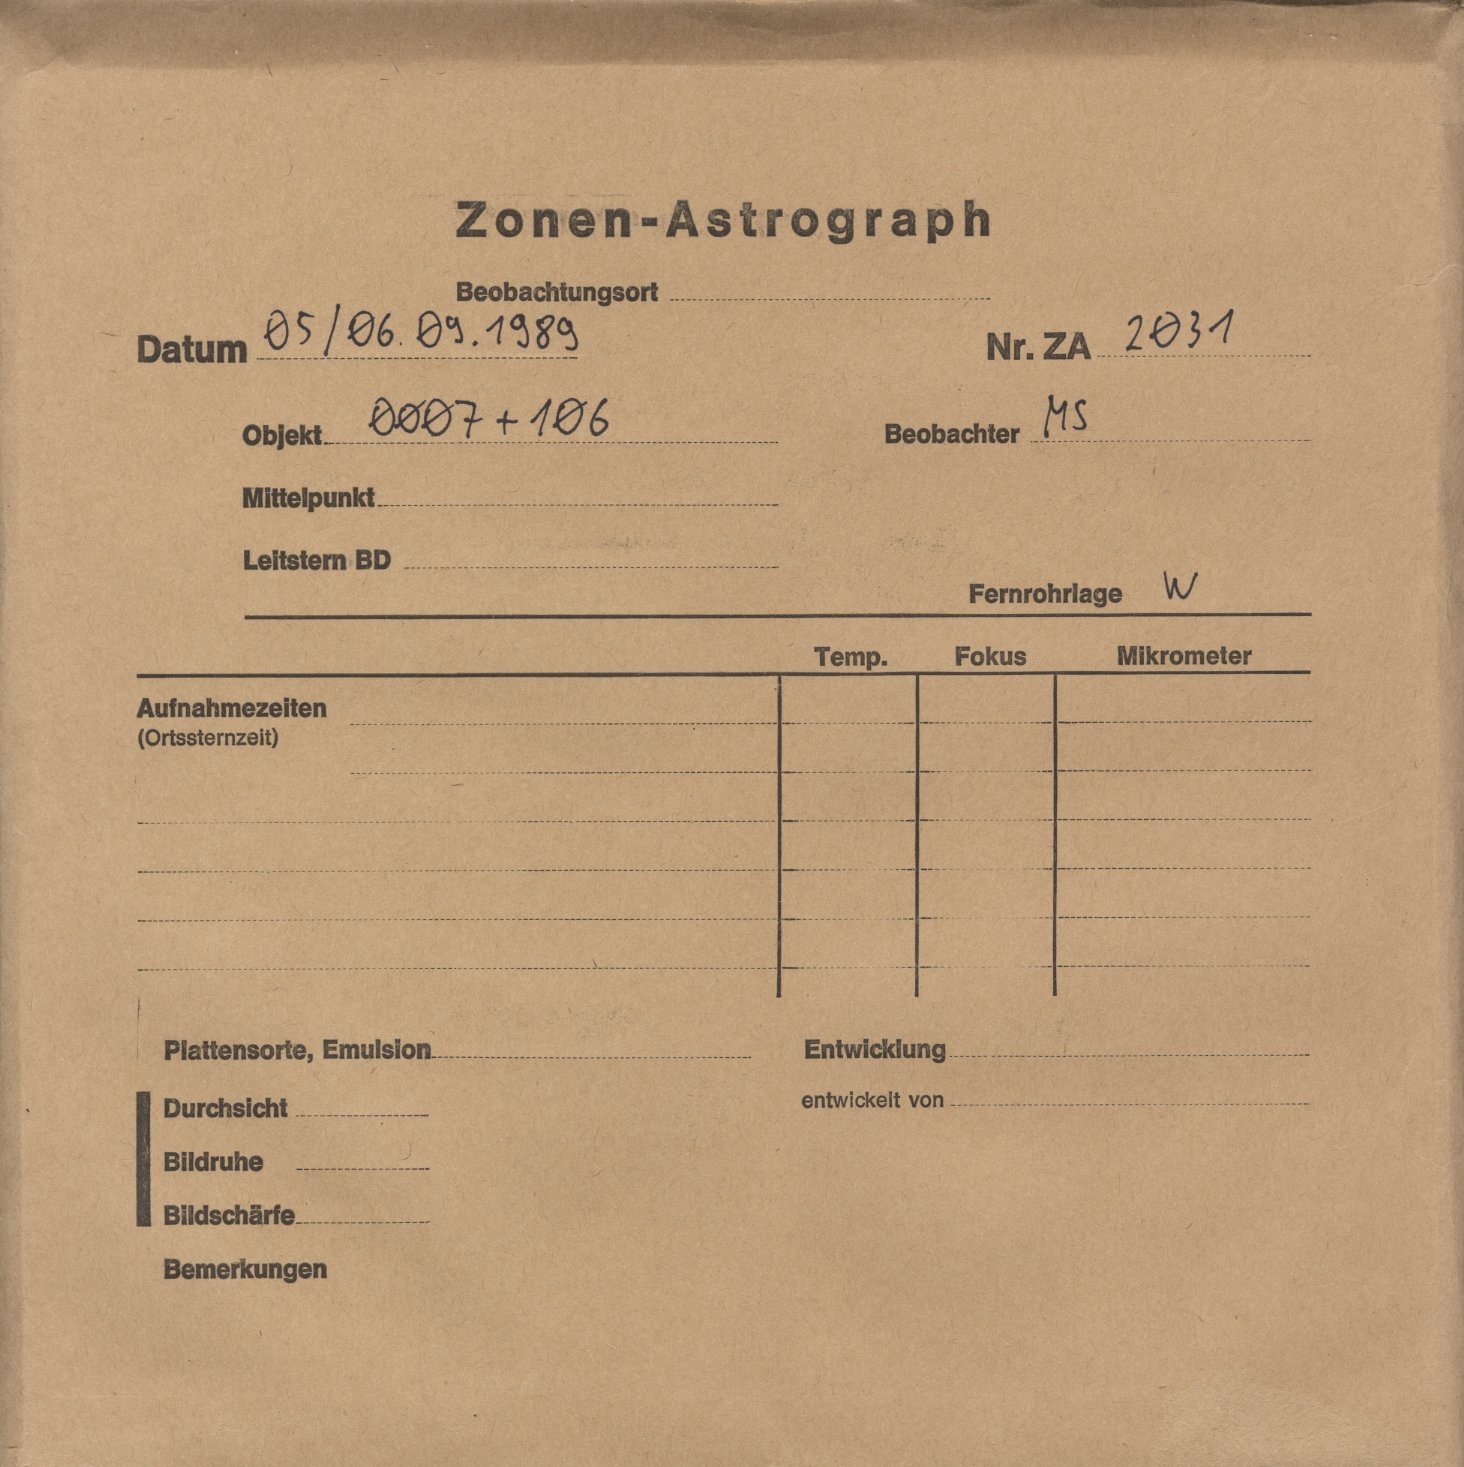 Zonen-Astrograph
Beobachtungsort
Datum 05/06.09.1989
Nr. ZA 2031
Objekt 0007+106
Beobachter MS
Mittelpunkt
Leitstern BD
Fernrohrlage W
Temp. Fokus Mikrometer
Aufnahmezeiten
(Ortssternzeit)
Plattensorte, Emulsion
Entwicklung
Durchsicht
entwickelt von
Bildruhe
Bildschärfe
Bemerkungen